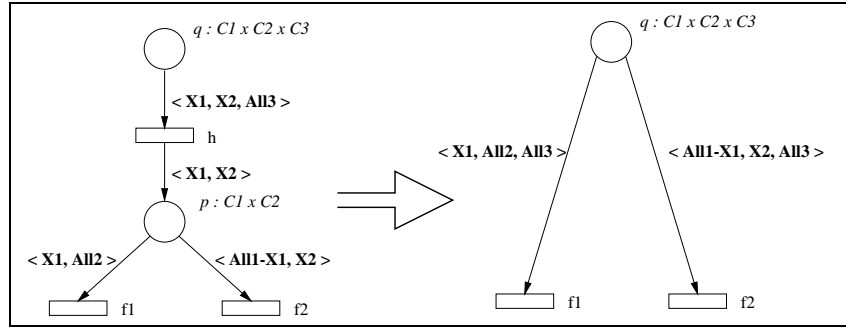 q : C1 x C2 x C3
< X1, X2, All3 >
h
< X1, X2 >
p : C1 x C2
< X1, All2 >
< All1-X1, X2 >
f1
f2
q : C1 x C2 x C3
< X1, All2, All3 >
< All1-X1, X2, All3 >
f1
f2